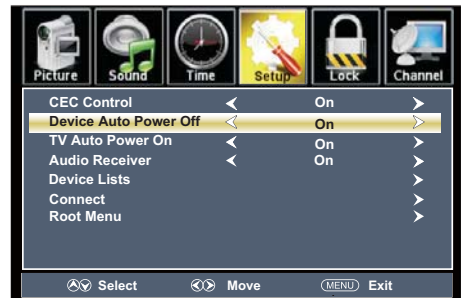 Picture Sound Time Setup Lock Channel
CEC Control On
Device Auto Power Off On
TV Auto Power On On
Audio Receiver On
Device Lists
Connect
Root Menu
Select Move MENU Exit